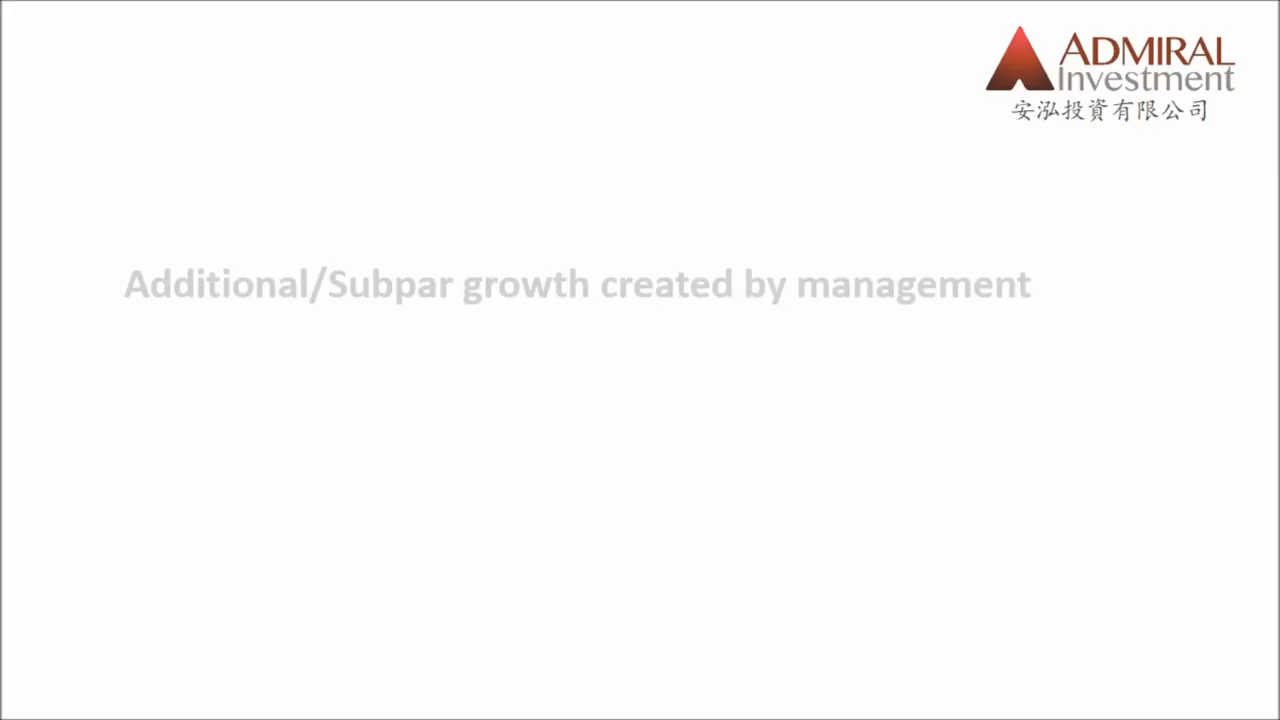 ADMIRAL
Investment
安泓投資有限公司
Additional/Subpar growth created by management